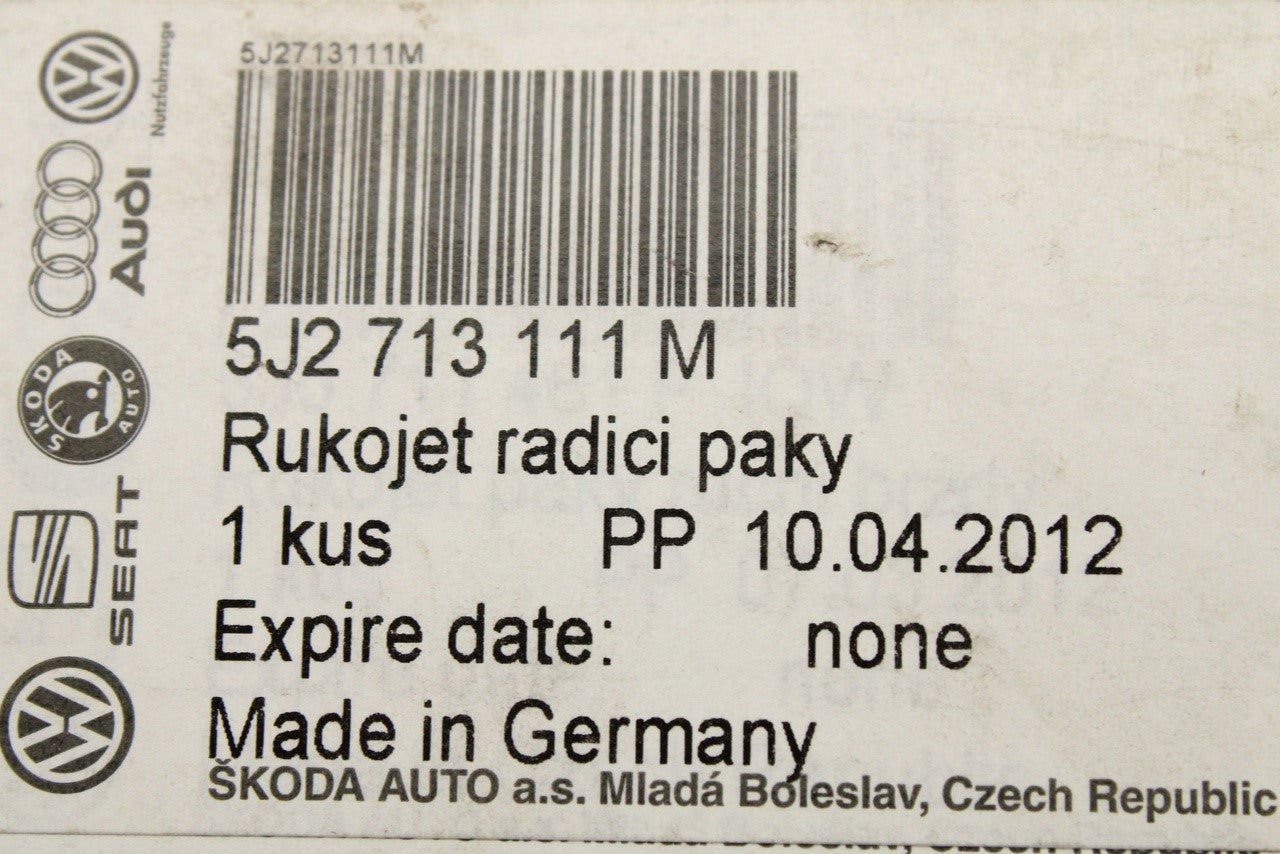 Nutzfahrzeuge
Audi
ŠKODA AUTO
SEAT
5J2713111M
5J2 713 111 M
Rukojet radici paky
1 kus PP 10.04.2012
Expire date: none
Made in Germany
ŠKODA AUTO a.s. Mladá Boleslav, Czech Republic